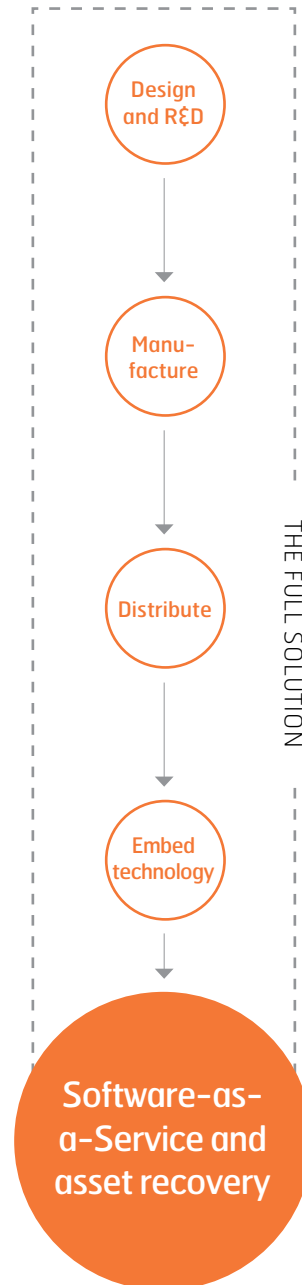 Design
and R&D
Manu-
facture
Distribute
THE FULL SOLUTION
Embed
technology
Software-as-
a-Service and
asset recovery